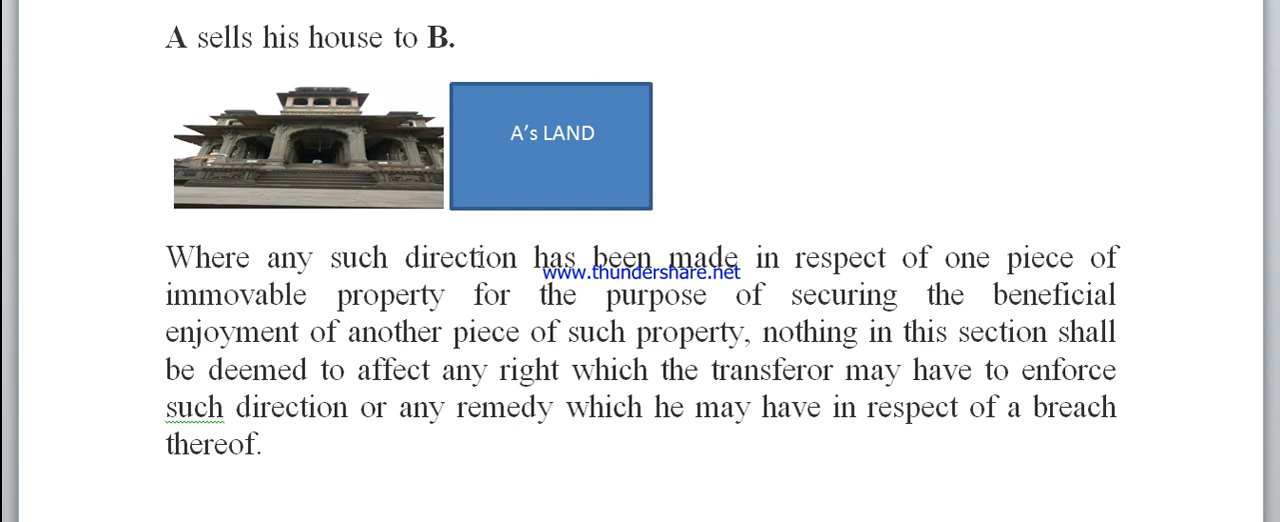 A sells his house to B.
A's LAND
Where any such direction has been made in respect of one piece of
www.thundershare.net
immovable property for the purpose of securing the beneficial
enjoyment of another piece of such property, nothing in this section shall
be deemed to affect any right which the transferor may have to enforce
such direction or any remedy which he may have in respect of a breach
thereof.